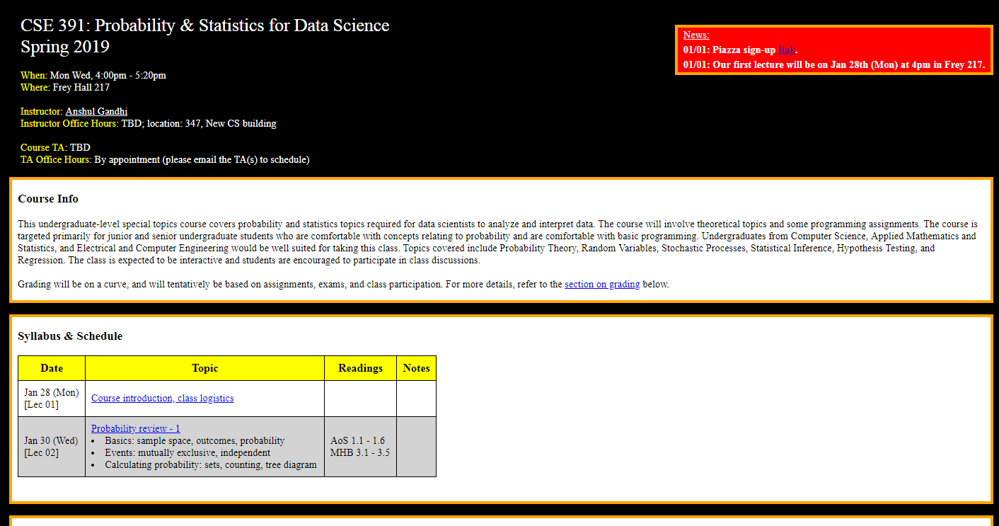 CSE 391: Probability & Statistics for Data Science
Spring 2019
News:
01/01: Piazza sign-up link.
01/01: Our first lecture will be on Jan 28th (Mon) at 4pm in Frey 217.
When: Mon Wed, 4:00pm - 5:20pm
Where: Frey Hall 217
Instructor: Anshul Gandhi
Instructor Office Hours: TBD; location: 347, New CS building
Course TA: TBD
TA Office Hours: By appointment (please email the TA(s) to schedule)
Course Info
This undergraduate-level special topics course covers probability and statistics topics required for data scientists to analyze and interpret data. The course will involve theoretical topics and some programming assignments. The course is
targeted primarily for junior and senior undergraduate students who are comfortable with concepts relating to probability and are comfortable with basic programming. Undergraduates from Computer Science, Applied Mathematics and
Statistics, and Electrical and Computer Engineering would be well suited for taking this class. Topics covered include Probability Theory, Random Variables, Stochastic Processes, Statistical Inference, Hypothesis Testing, and
Regression. The class is expected to be interactive and students are encouraged to participate in class discussions.
Grading will be on a curve, and will tentatively be based on assignments, exams, and class participation. For more details, refer to the section on grading below.
Syllabus & Schedule
Date Topic Readings Notes
Jan 28 (Mon)
[Lec 01]
Course introduction, class logistics
Jan 30 (Wed)
[Lec 02]
Probability review - 1
• Basics: sample space, outcomes, probability
• Events: mutually exclusive, independent
• Calculating probability: sets, counting, tree diagram
AoS 1.1 - 1.6
MHB 3.1 - 3.5